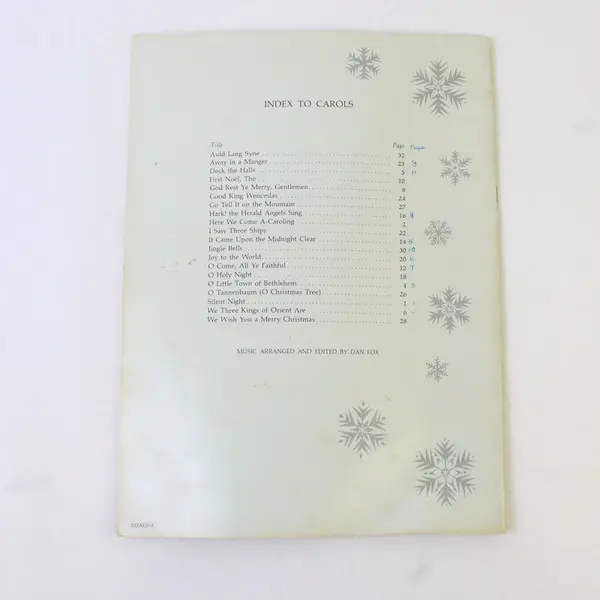 INDEX TO CAROLS
Title Page
Auld Lang Syne 32
Away in a Manger 23 9
Deck the Halls 5 11
First Noël, The 10
God Rest Ye Merry, Gentlemen 8
Good King Wenceslas 24
Go Tell It on the Mountain 27
Hark! the Herald Angels Sing 16 8
Here We Come A-Caroling 2
I Saw Three Ships 22
It Came Upon the Midnight Clear 14
Jingle Bells 30
Joy to the World 20
O Come, All Ye Faithful 12 7
O Holy Night 18
O Little Town of Bethlehem 4
O Tannenbaum (O Christmas Tree) 26
Silent Night 1
We Three Kings of Orient Are 6
We Wish You a Merry Christmas 28
MUSIC ARRANGED AND EDITED BY DAN FOX